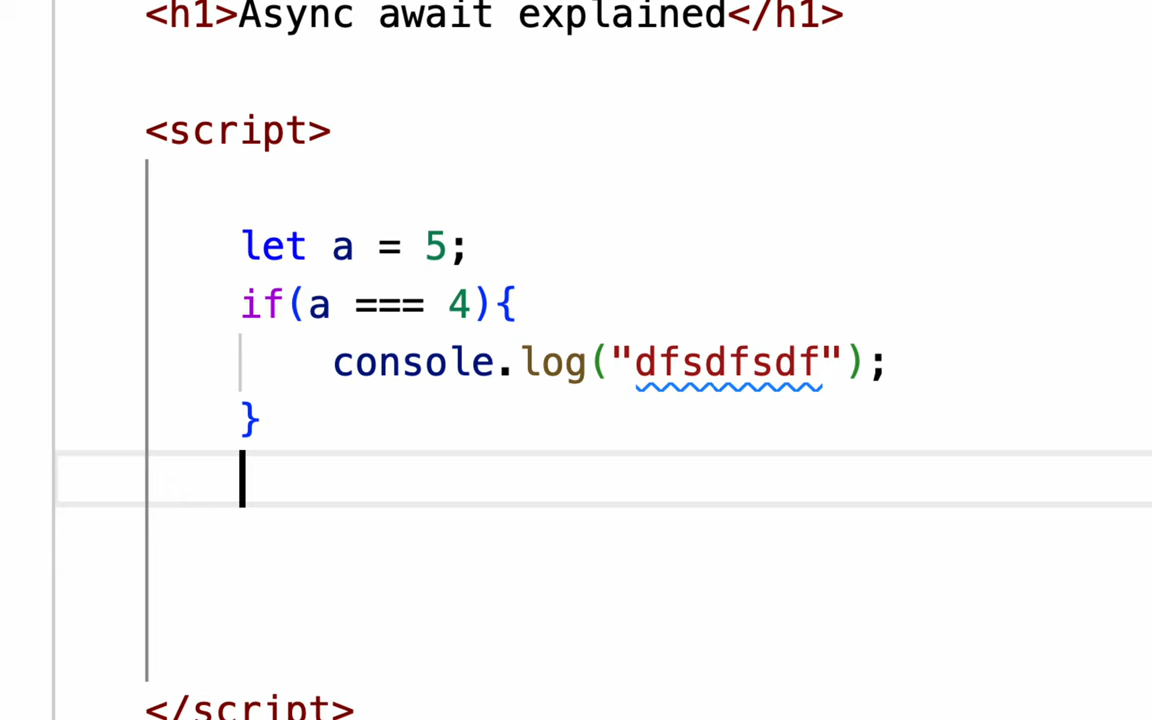 <h1>Async await explained</h1>
<script>
let a = 5;
if(a === 4){
console.log("dfsdfsdf");
}
</script>